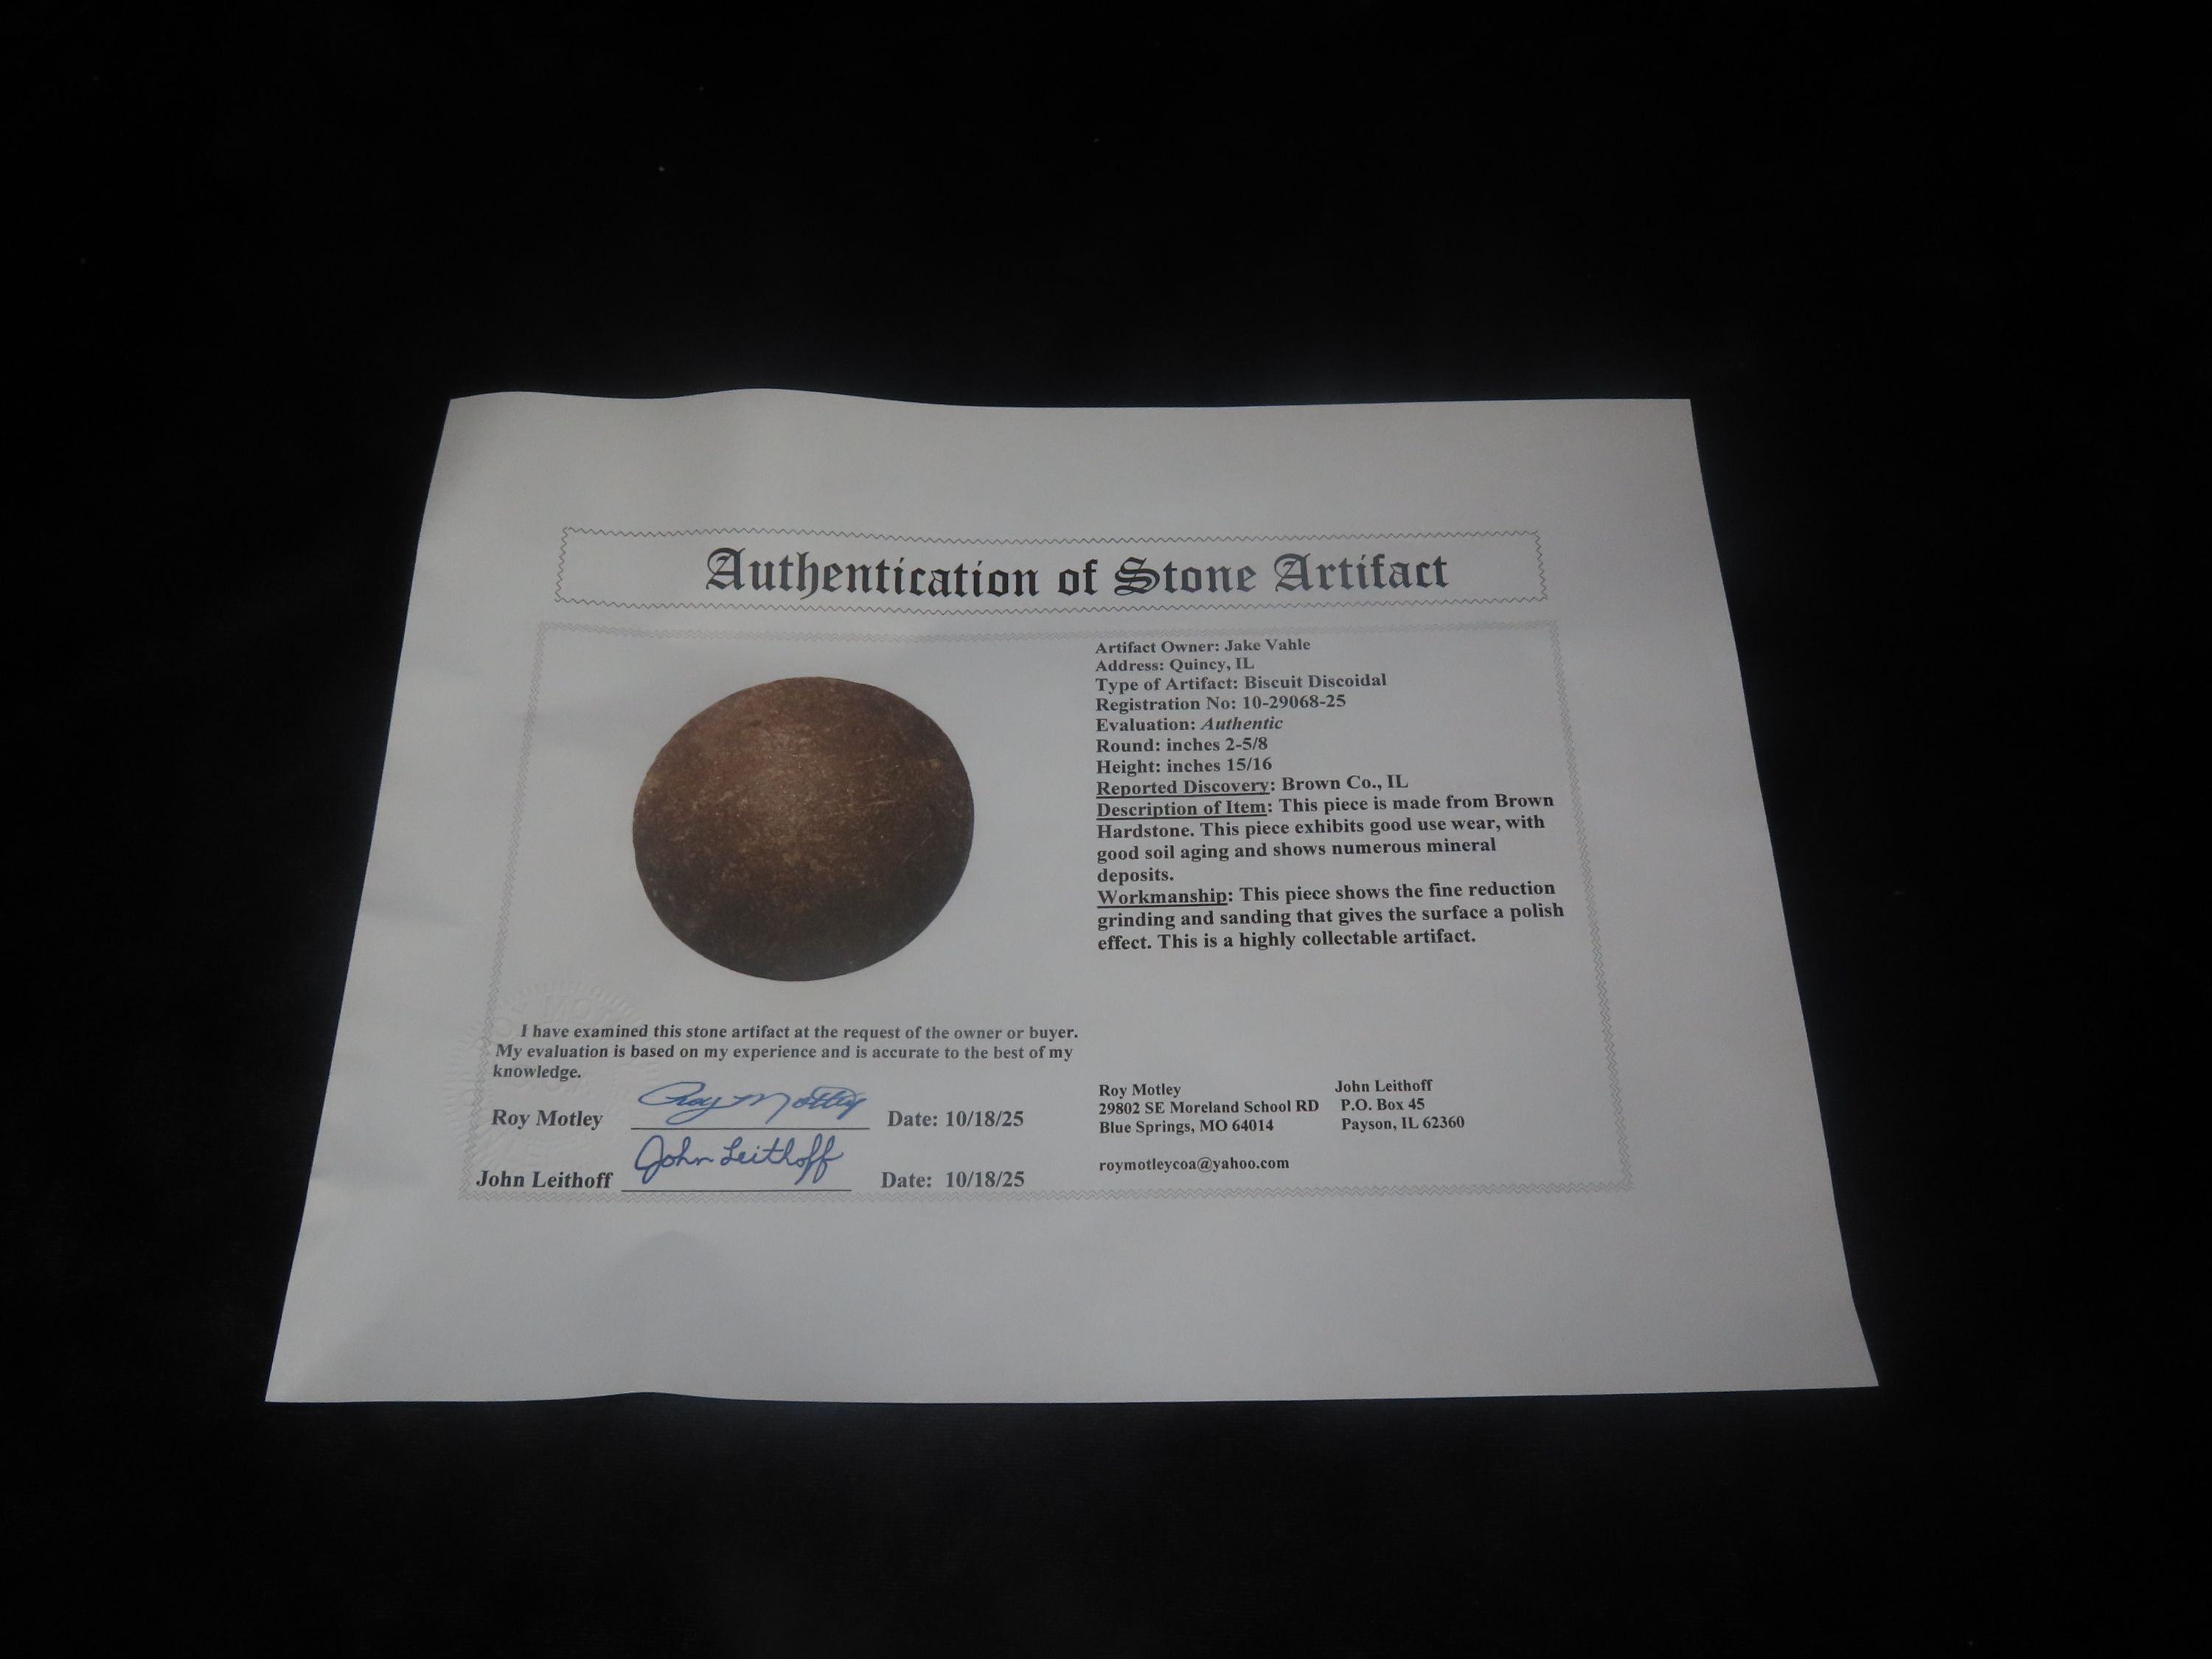 Authentication of Stone Artifact
Artifact Owner: Jake Vahle
Address: Quincy, IL
Type of Artifact: Biscuit Discoidal
Registration No: 10-29068-25
Evaluation: Authentic
Round: inches 2-5/8
Height: inches 15/16
Reported Discovery: Brown Co., IL
Description of Item: This piece is made from Brown
Hardstone. This piece exhibits good use wear, with
good soil aging and shows numerous mineral
deposits.
Workmanship: This piece shows the fine reduction
grinding and sanding that gives the surface a polish
effect. This is a highly collectable artifact.
I have examined this stone artifact at the request of the owner or buyer.
My evaluation is based on my experience and is accurate to the best of my
knowledge.
Roy Motley Roy Motley Date: 10/18/25
John Leithoff John Leithoff Date: 10/18/25
Roy Motley
29802 SE Moreland School RD
Blue Springs, MO 64014
roymotleycoa@yahoo.com
John Leithoff
P.O. Box 45
Payson, IL 62360